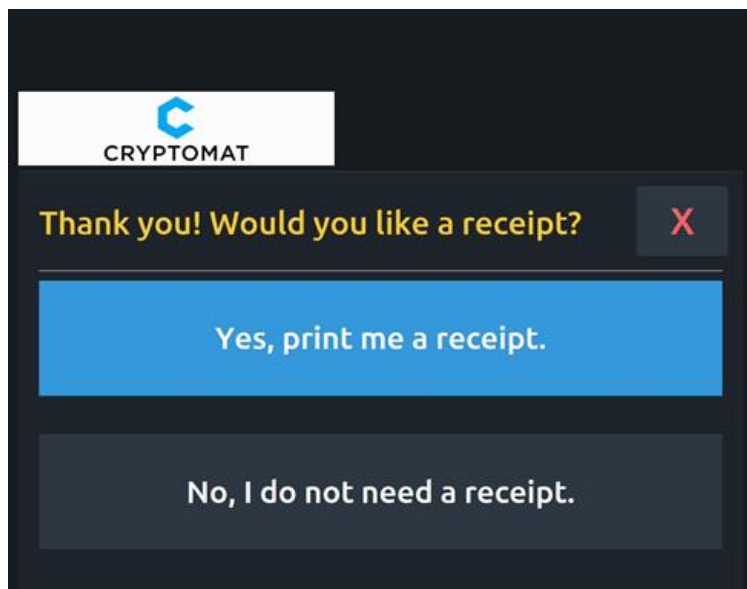 CRYPTOMAT
Thank you! Would you like a receipt?
X
Yes, print me a receipt.
No, I do not need a receipt.